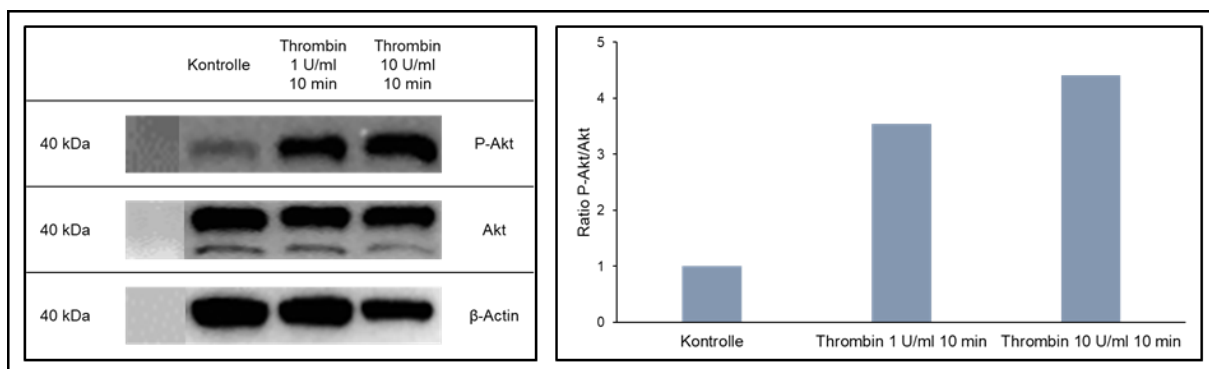 Kontrolle
Thrombin
1 U/ml
10 min
Thrombin
10 U/ml
10 min
40 kDa
P-Akt
40 kDa
Akt
40 kDa
β-Actin
Ratio P-Akt/Akt
5
4
3
2
1
0
Kontrolle
Thrombin 1 U/ml 10 min
Thrombin 10 U/ml 10 min